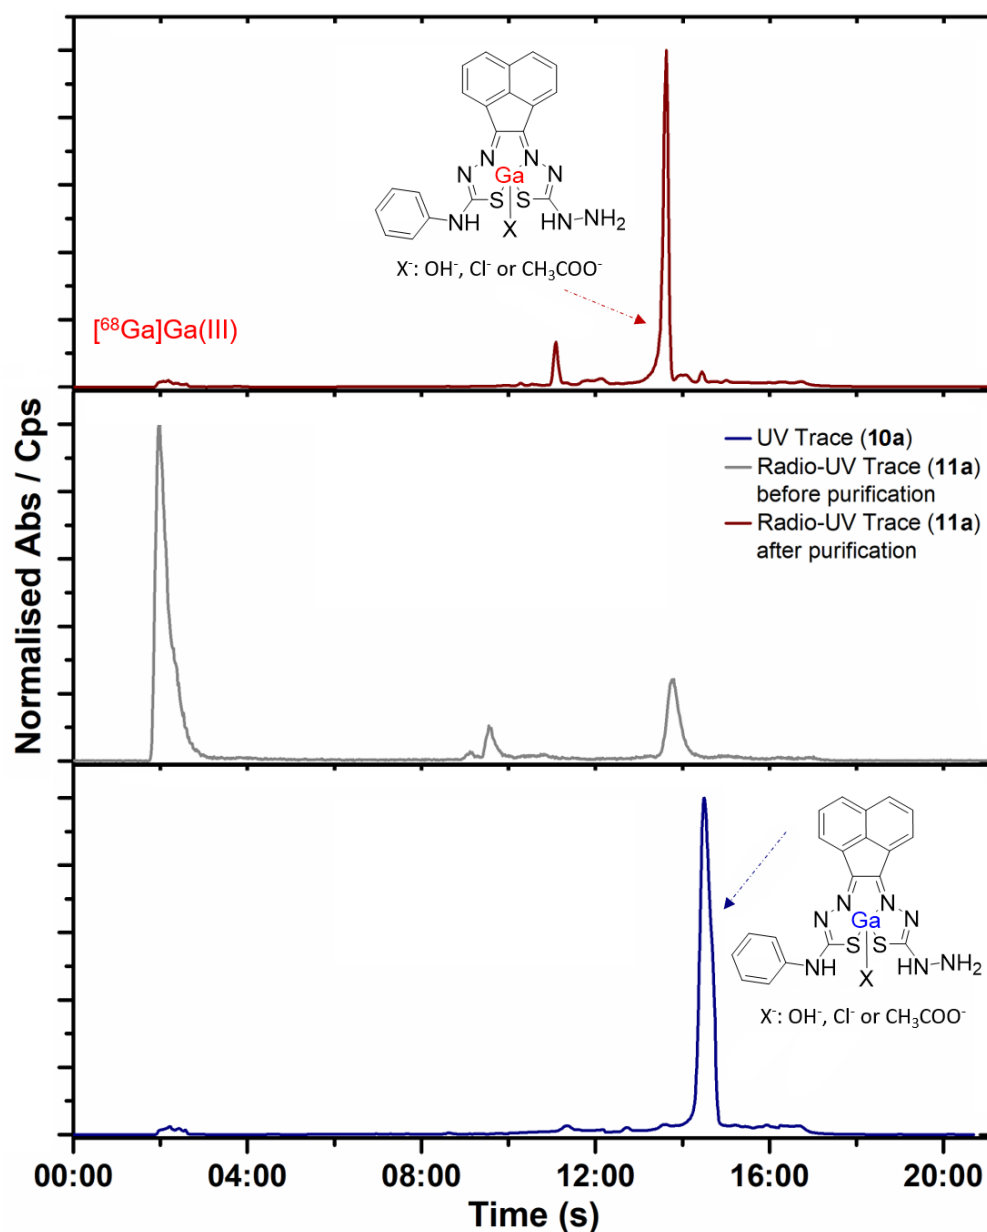 N
N
N
N
Ga
S
S
NH
X
HN
NH₂
X⁻: OH⁻, Cl⁻ or CH₃COO⁻
[⁶⁸Ga]Ga(III)
Normalised Abs / Cps
UV Trace (10a)
Radio-UV Trace (11a)
before purification
Radio-UV Trace (11a)
after purification
N
N
N
N
Ga
S
S
NH
X
HN
NH₂
X⁻: OH⁻, Cl⁻ or CH₃COO⁻
00:00 04:00 08:00 12:00 16:00 20:00
Time (s)